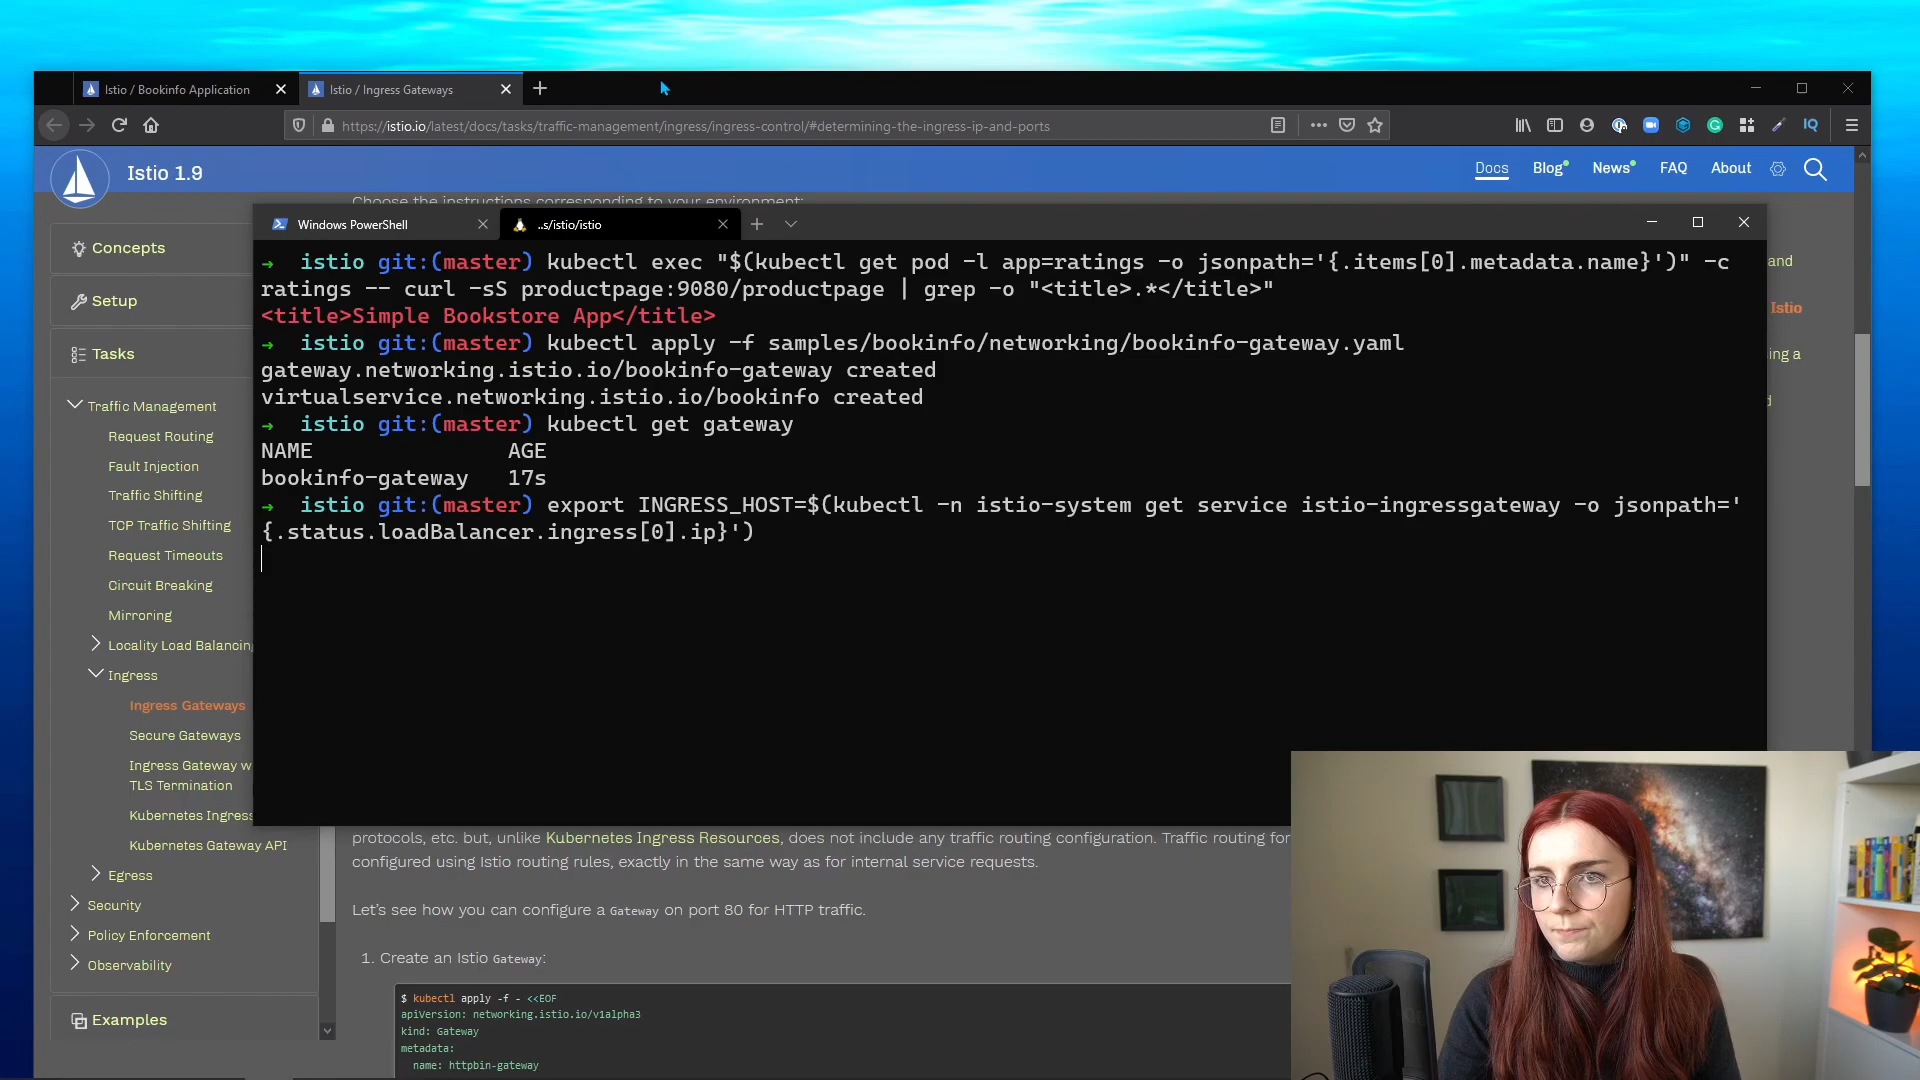 Istio / Bookinfo Application
Istio / Ingress Gateways
https://istio.io/latest/docs/tasks/traffic-management/ingress/ingress-control/#determining-the-ingress-ip-and-ports
IQ
Istio 1.9
Docs
Blog
News
FAQ
About
Choose the instructions corresponding to your environment:
Concepts
Setup
Tasks
Traffic Management
Request Routing
Fault Injection
Traffic Shifting
TCP Traffic Shifting
Request Timeouts
Circuit Breaking
Mirroring
Locality Load Balancing
Ingress
Ingress Gateways
Secure Gateways
Ingress Gateway w
TLS Termination
Kubernetes Ingress
Kubernetes Gateway API
Egress
Security
Policy Enforcement
Observability
Examples
Windows PowerShell
..s/istio/istio
→ istio git:(master) kubectl exec "$(kubectl get pod -l app=ratings -o jsonpath='{.items[0].metadata.name}')" -c
ratings -- curl -sS productpage:9080/productpage | grep -o "<title>.*</title>"
<title>Simple Bookstore App</title>
→ istio git:(master) kubectl apply -f samples/bookinfo/networking/bookinfo-gateway.yaml
gateway.networking.istio.io/bookinfo-gateway created
virtualservice.networking.istio.io/bookinfo created
→ istio git:(master) kubectl get gateway
NAME AGE
bookinfo-gateway 17s
→ istio git:(master) export INGRESS_HOST=$(kubectl -n istio-system get service istio-ingressgateway -o jsonpath='
{.status.loadBalancer.ingress[0].ip}')
and
Istio
ing a
d
protocols, etc. but, unlike Kubernetes Ingress Resources, does not include any traffic routing configuration. Traffic routing for
configured using Istio routing rules, exactly in the same way as for internal service requests.
Let's see how you can configure a Gateway on port 80 for HTTP traffic.
1. Create an Istio Gateway:
$ kubectl apply -f - <<EOF
apiVersion: networking.istio.io/v1alpha3
kind: Gateway
metadata:
name: httpbin-gateway